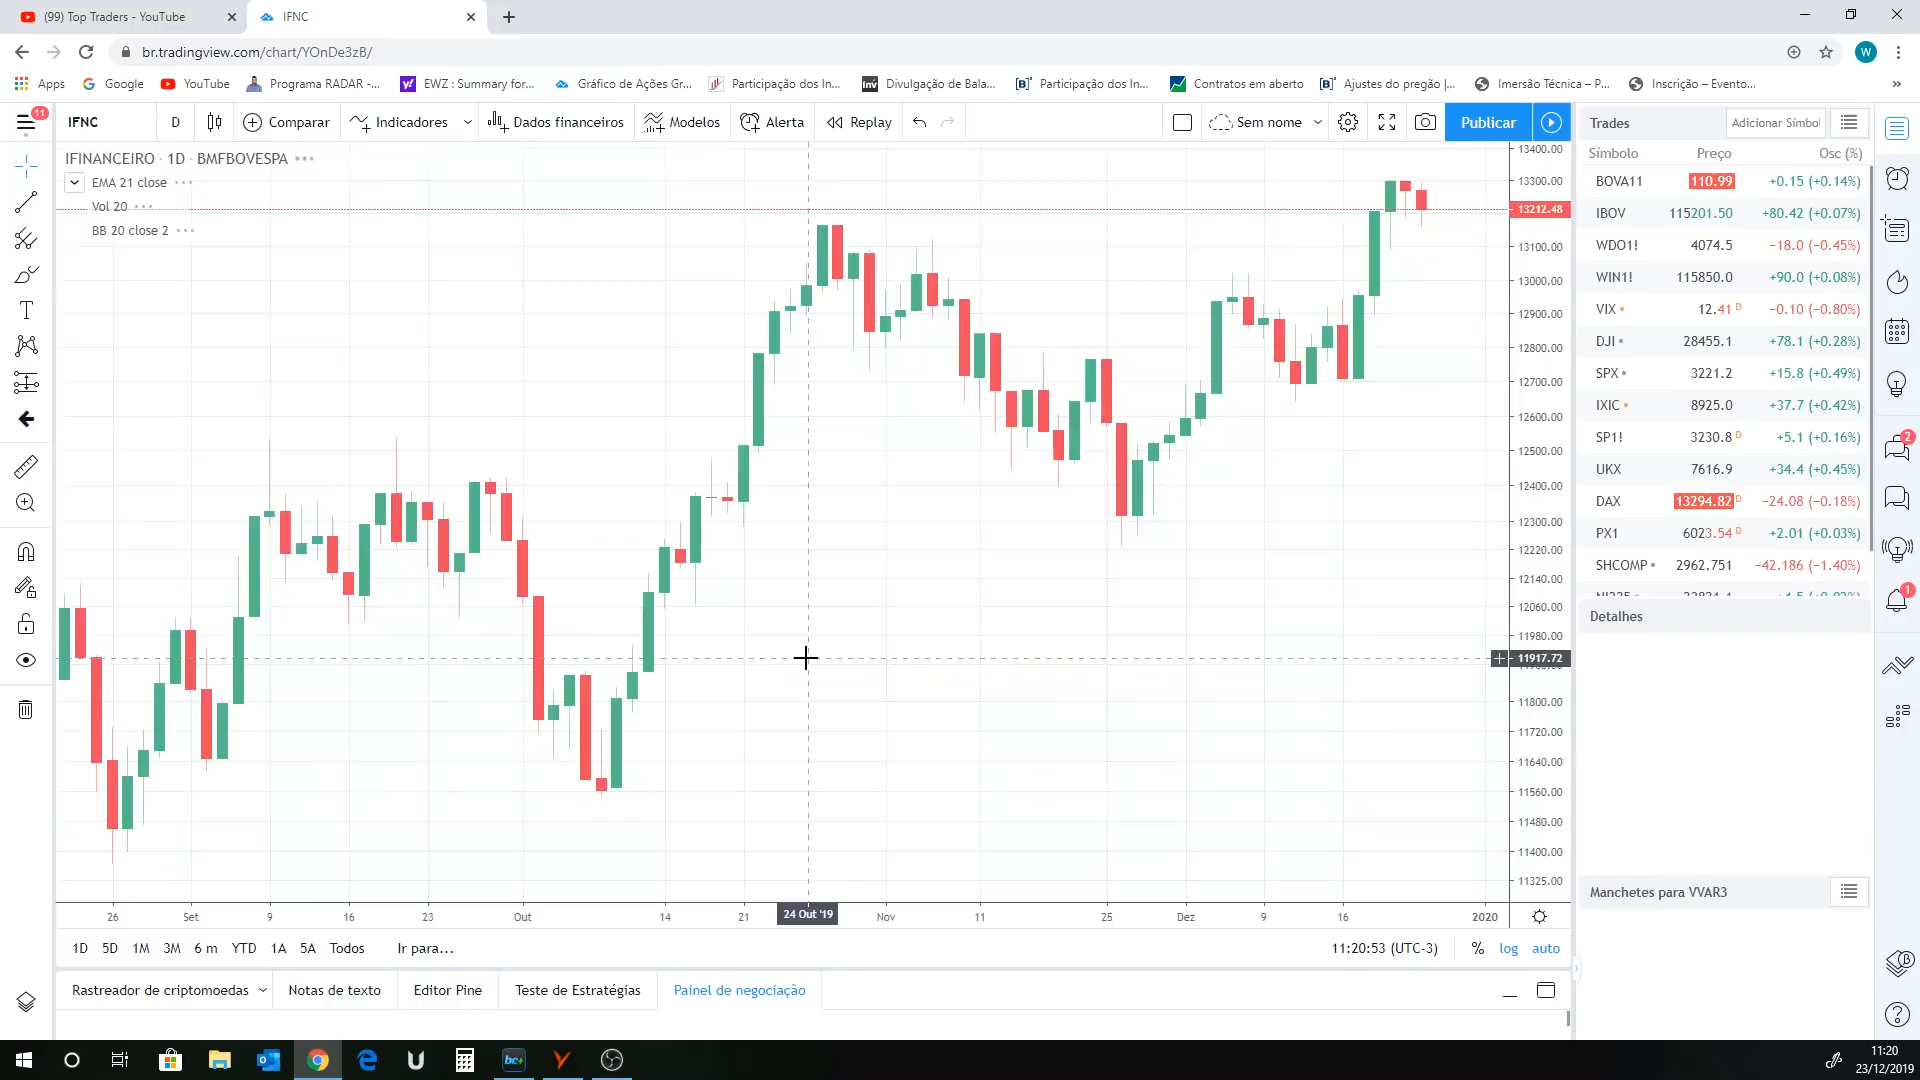 (99) Top Traders - YouTube
IFNC
br.tradingview.com/chart/YOnDe3zB/
W
Apps
Google
YouTube
Programa RADAR -...
EWZ : Summary for...
Gráfico de Ações Gr...
Participação dos In...
Divulgação de Bala...
Participação dos In...
Contratos em aberto
Ajustes do pregão |...
Imersão Técnica – P...
Inscrição – Evento...
»
11
IFNC
D
Comparar
Indicadores
Dados financeiros
Modelos
Alerta
Replay
Sem nome
Publicar
IFINANCEIRO · 1D · BMFBOVESPA
EMA 21 close
Vol 20
BB 20 close 2
13400.00
13300.00
13212.48
13100.00
13000.00
12900.00
12800.00
12700.00
12600.00
12500.00
12400.00
12300.00
12220.00
12140.00
12060.00
11980.00
11917.72
11800.00
11720.00
11640.00
11560.00
11480.00
11400.00
11325.00
26 Set 9 16 23 Out 14 21 24 Out '19 Nov 11 25 Dez 9 16 2020
1D 5D 1M 3M 6 m YTD 1A 5A Todos Ir para...
11:20:53 (UTC-3) % log auto
Rastreador de criptomoedas
Notas de texto
Editor Pine
Teste de Estratégias
Painel de negociação
Trades
Adicionar Símbol
Símbolo Preço Osc (%)
BOVA11 110.99 +0.15 (+0.14%)
IBOV 115201.50 +80.42 (+0.07%)
WDO1! 4074.5 −18.0 (−0.45%)
WIN1! 115850.0 +90.0 (+0.08%)
VIX 12.41 D −0.10 (−0.80%)
DJI 28455.1 +78.1 (+0.28%)
SPX 3221.2 +15.8 (+0.49%)
IXIC 8925.0 +37.7 (+0.42%)
SP1! 3230.8 D +5.1 (+0.16%)
UKX 7616.9 +34.4 (+0.45%)
DAX 13294.82 D −24.08 (−0.18%)
PX1 6023.54 D +2.01 (+0.03%)
SHCOMP 2962.751 −42.186 (−1.40%)
Detalhes
Manchetes para VVAR3
2
1
bc+
11:20
23/12/2019